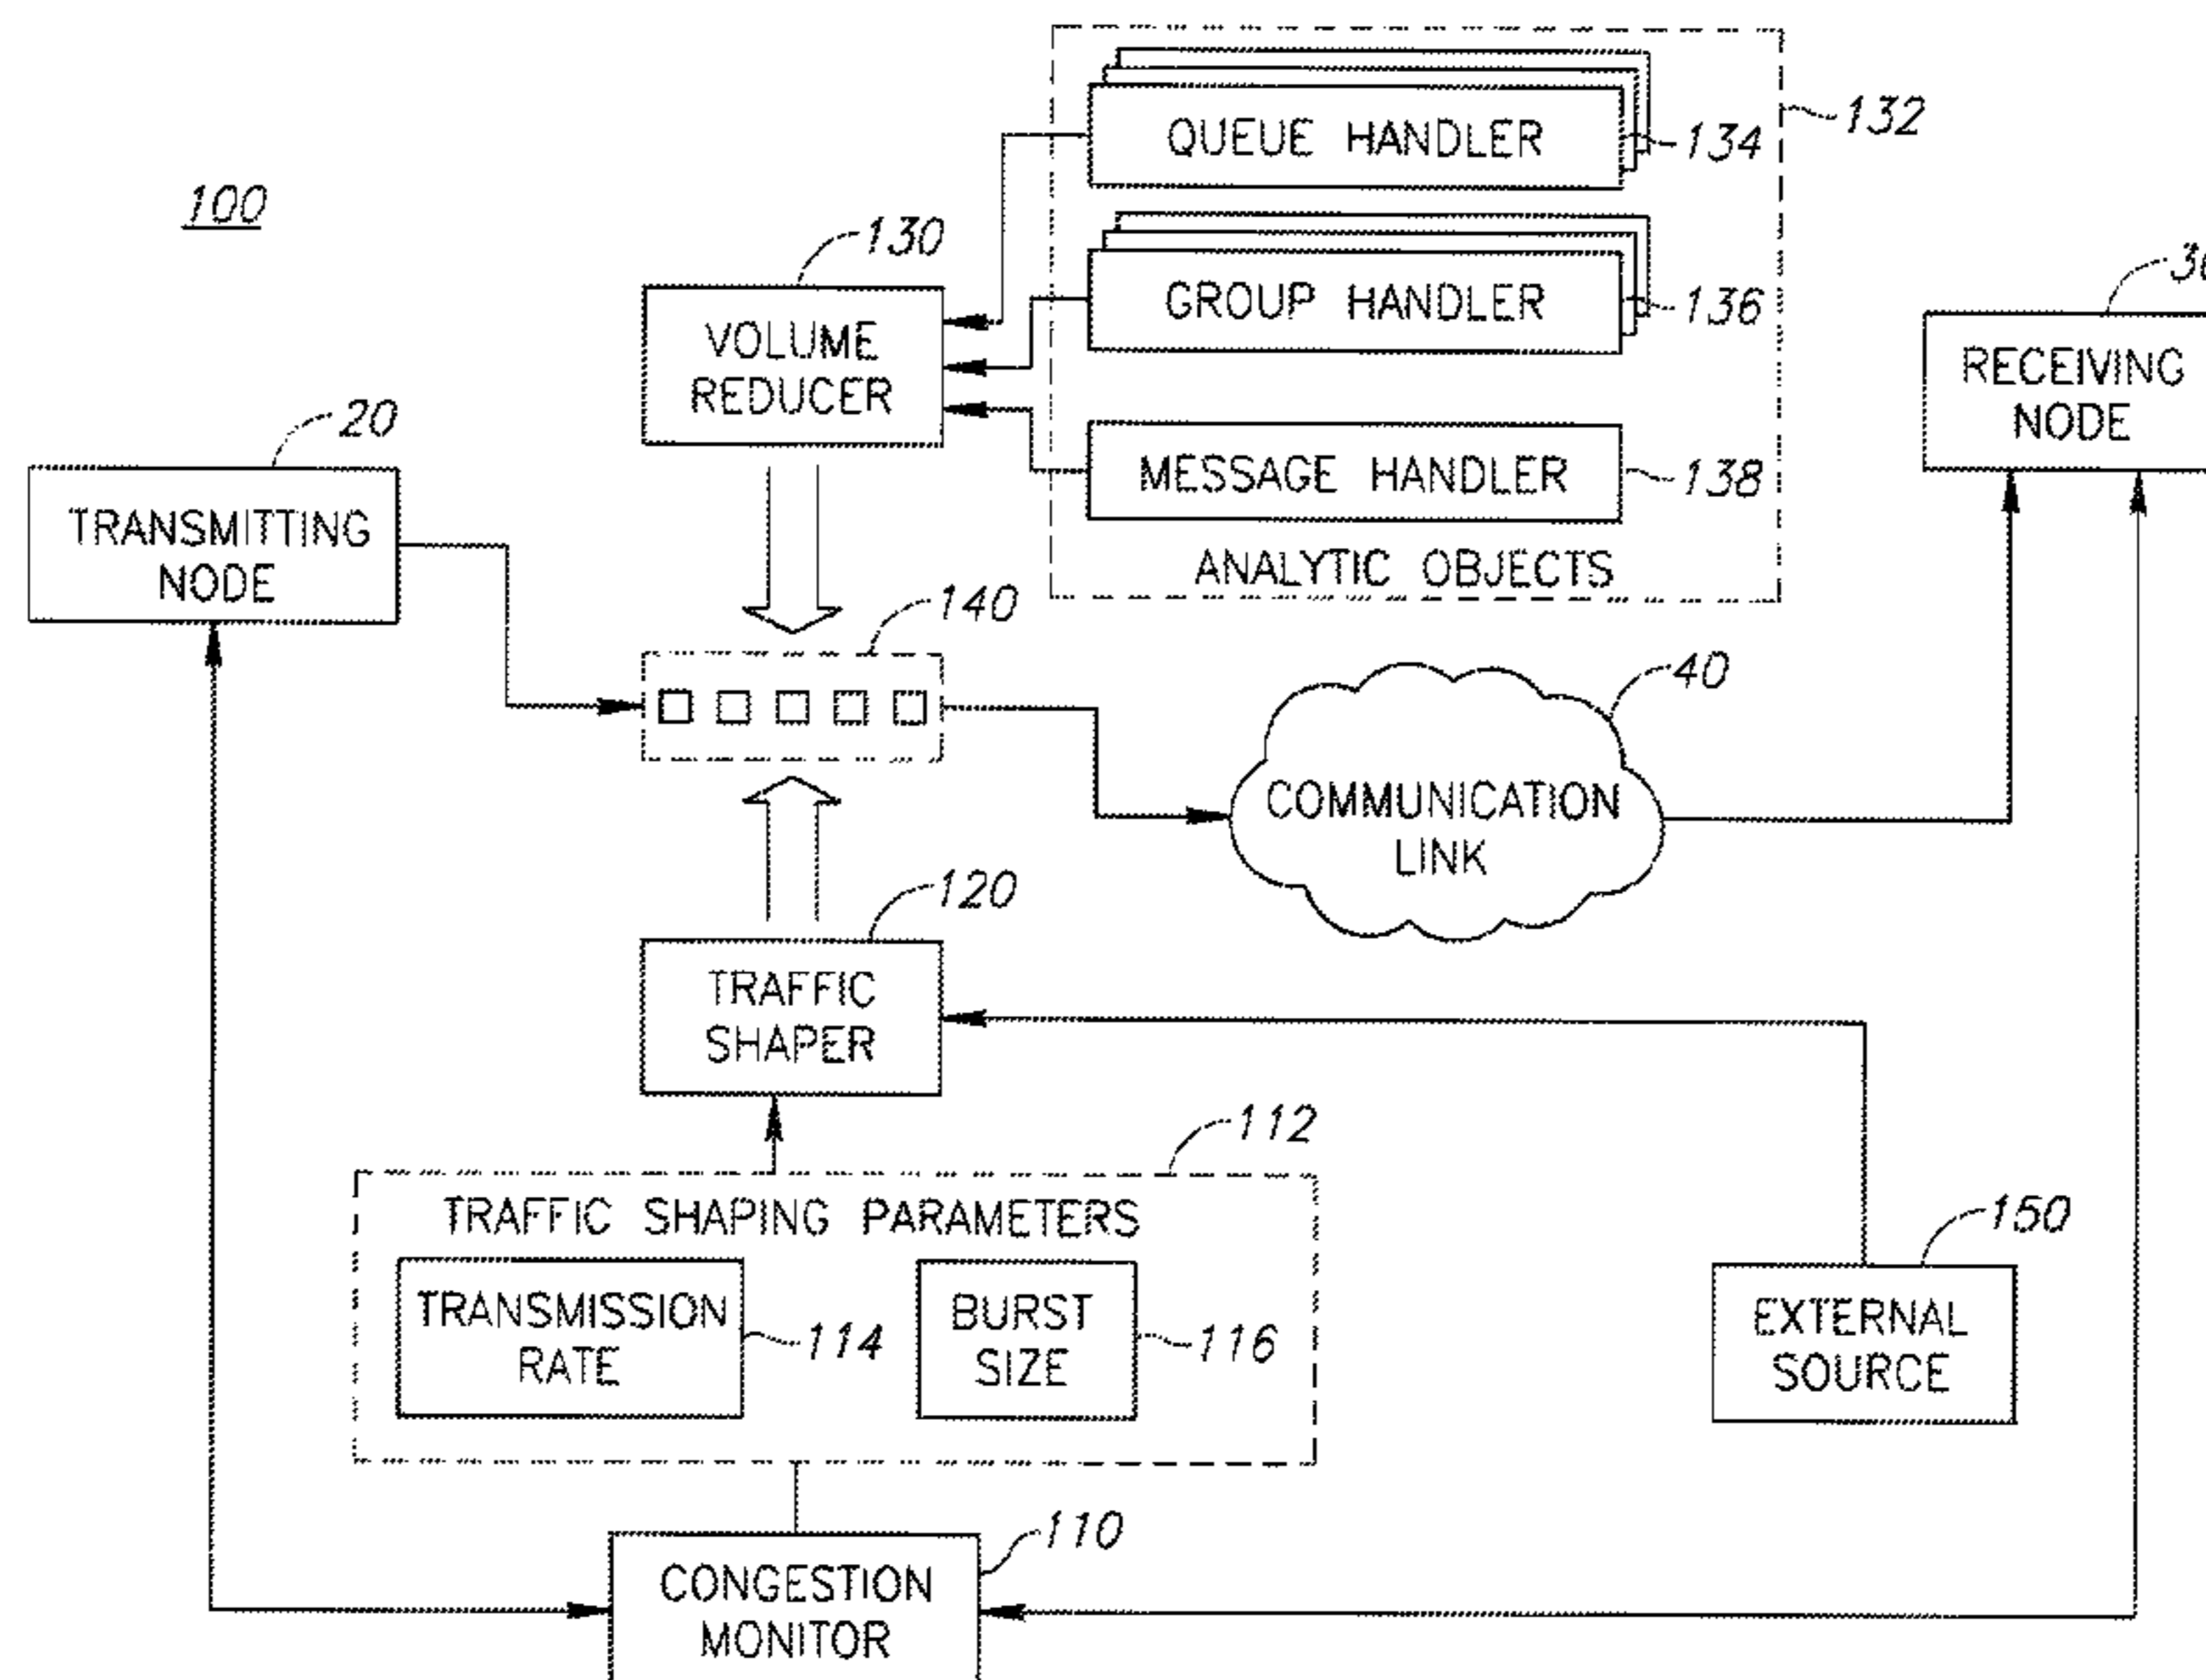 132
QUEUE HANDLER
134
100
130
GROUP HANDLER
136
VOLUME
REDUCER
RECEIVING
NODE
20
MESSAGE HANDLER
138
TRANSMITTING
NODE
ANALYTIC OBJECTS
140
40
COMMUNICATION
LINK
120
TRAFFIC
SHAPER
112
TRAFFIC SHAPING PARAMETERS
150
TRANSMISSION
RATE
114
BURST
SIZE
116
EXTERNAL
SOURCE
110
CONGESTION
MONITOR